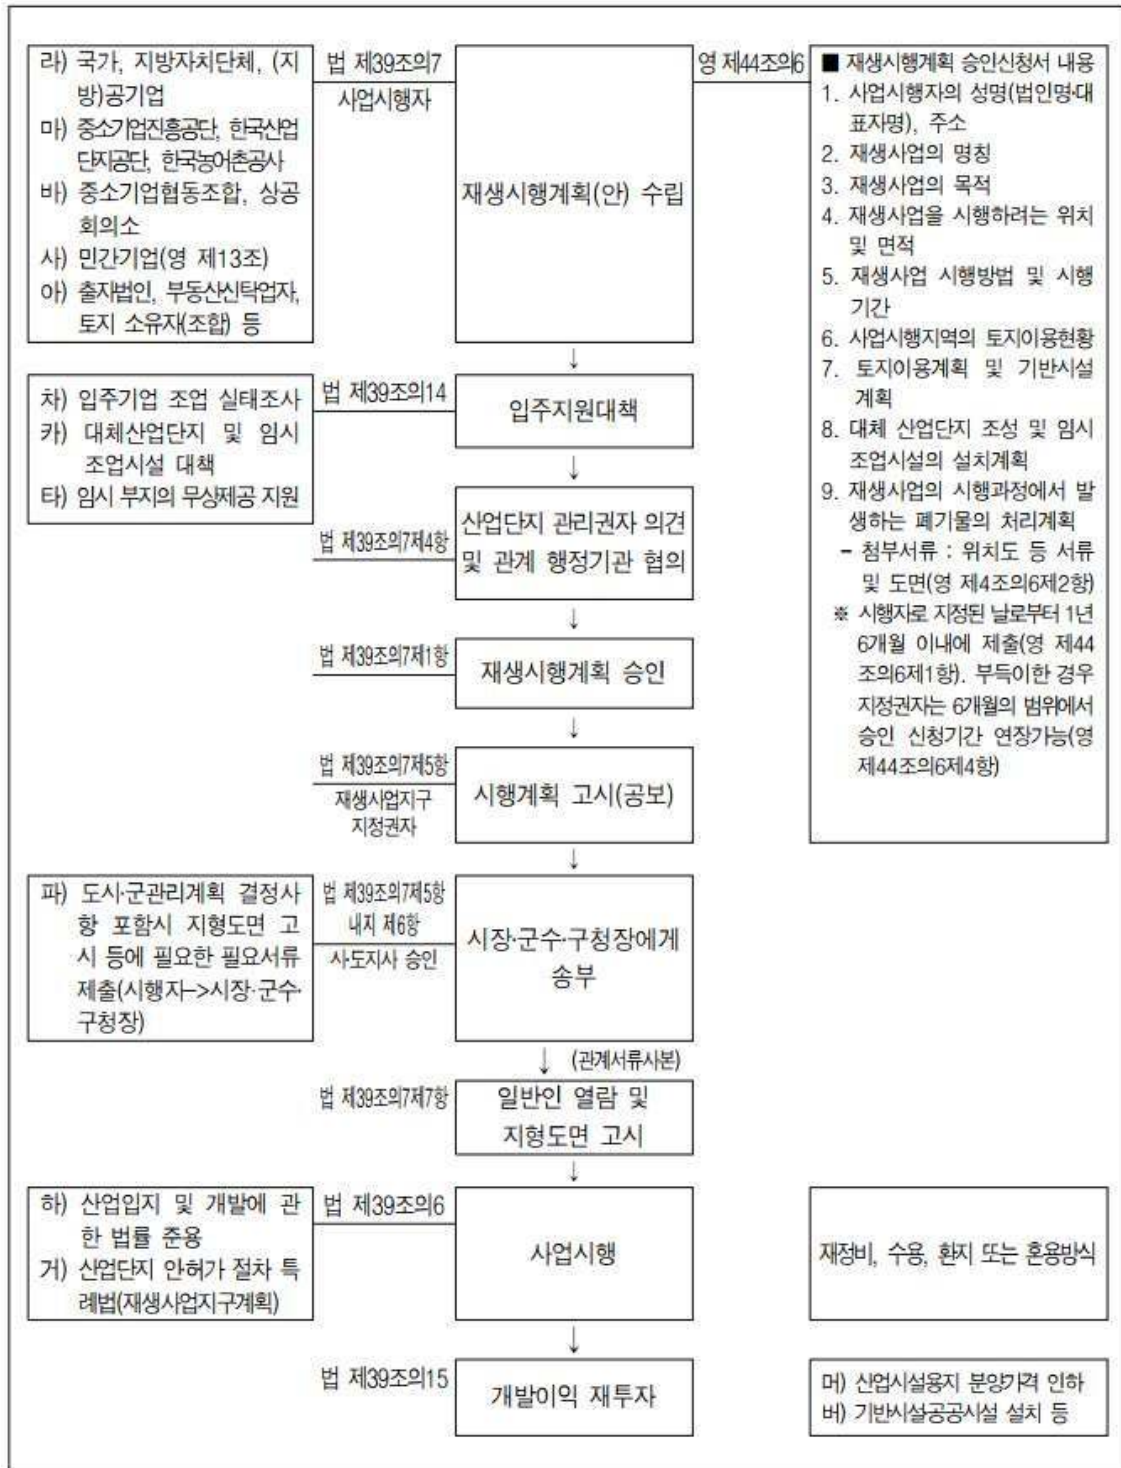 라) 국가, 지방자치단체, (지
방)공기업
마) 중소기업진흥공단, 한국산업
단지공단, 한국농어촌공사
바) 중소기업협동조합, 상공
회의소
사) 민간기업(영 제13조)
아) 출자법인, 부동산신탁업자,
토지 소유자(조합) 등
법 제39조의7
사업시행자
재생시행계획(안) 수립
영 제44조의6
■ 재생시행계획 승인신청서 내용
1. 사업시행자의 성명(법인명·대
표자명), 주소
2. 재생사업의 명칭
3. 재생사업의 목적
4. 재생사업을 시행하려는 위치
및 면적
5. 재생사업 시행방법 및 시행
기간
6. 사업시행지역의 토지이용현황
7. 토지이용계획 및 기반시설
계획
8. 대체 산업단지 조성 및 임시
조업시설의 설치계획
9. 재생사업의 시행과정에서 발
생하는 폐기물의 처리계획
- 첨부서류 : 위치도 등 서류
및 도면(영 제4조의6제2항)
※ 시행자로 지정된 날로부터 1년
6개월 이내에 제출(영 제44
조의6제1항). 부득이한 경우
지정권자는 6개월의 범위에서
승인 신청기간 연장가능(영
제44조의6제4항)
↓
차) 입주기업 조업 실태조사
카) 대체산업단지 및 임시
조업시설 대책
타) 임시 부지의 무상제공 지원
법 제39조의14
입주지원대책
↓
법 제39조의7제4항
산업단지 관리권자 의견
및 관계 행정기관 협의
↓
법 제39조의7제1항
재생시행계획 승인
↓
법 제39조의7제5항
재생사업지구
지정권자
시행계획 고시(공보)
↓
파) 도시·군관리계획 결정사
항 포함시 지형도면 고
시 등에 필요한 필요서류
제출(시행자->시장·군수·
구청장)
법 제39조의7제5항
내지 제6항
시·도지사 승인
시장·군수·구청장에게
송부
↓ (관계서류사본)
법 제39조의7제7항
일반인 열람 및
지형도면 고시
↓
하) 산업입지 및 개발에 관
한 법률 준용
거) 산업단지 인·허가 절차 특
례법(재생사업지구계획)
법 제39조의6
사업시행
재정비, 수용, 환지 또는 혼용방식
↓
법 제39조의15
개발이익 재투자
머) 산업시설용지 분양가격 인하
버) 기반시설·공공시설 설치 등